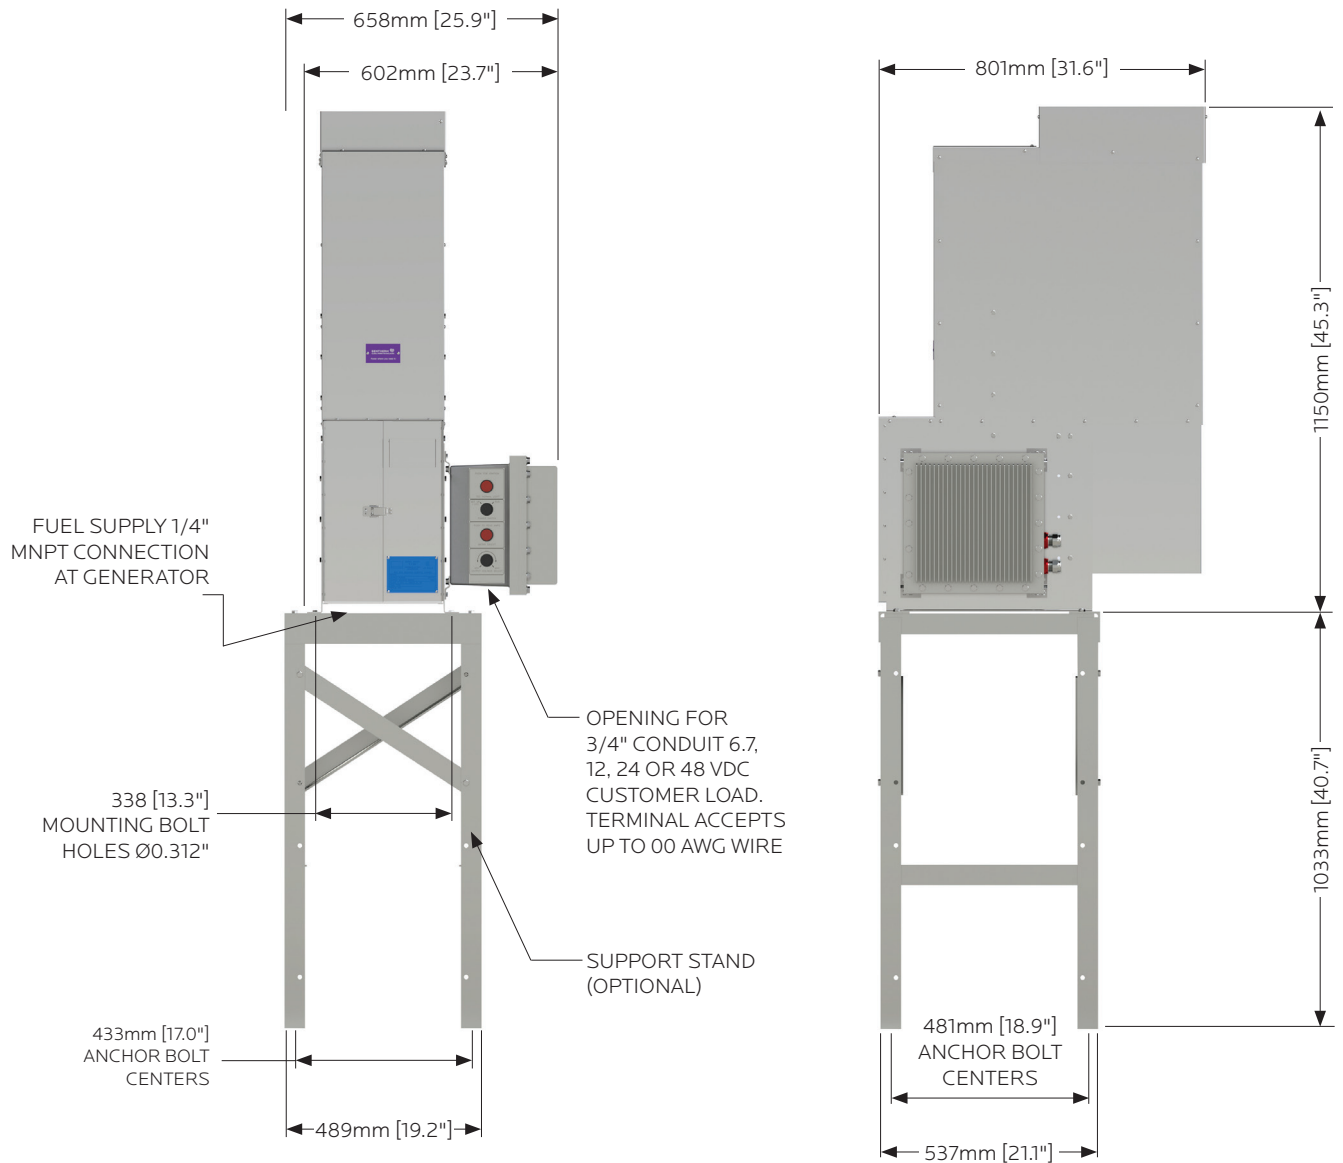 658mm [25.9"]
602mm [23.7"]
801mm [31.6"]
1150mm [45.3"]
FUEL SUPPLY 1/4"
MNPT CONNECTION
AT GENERATOR
OPENING FOR
3/4" CONDUIT 6.7,
12, 24 OR 48 VDC
CUSTOMER LOAD.
TERMINAL ACCEPTS
UP TO 00 AWG WIRE
338 [13.3"]
MOUNTING BOLT
HOLES Ø0.312"
1033mm [40.7"]
SUPPORT STAND
(OPTIONAL)
433mm [17.0"]
ANCHOR BOLT
CENTERS
481mm [18.9"]
ANCHOR BOLT
CENTERS
489mm [19.2"]
537mm [21.1"]